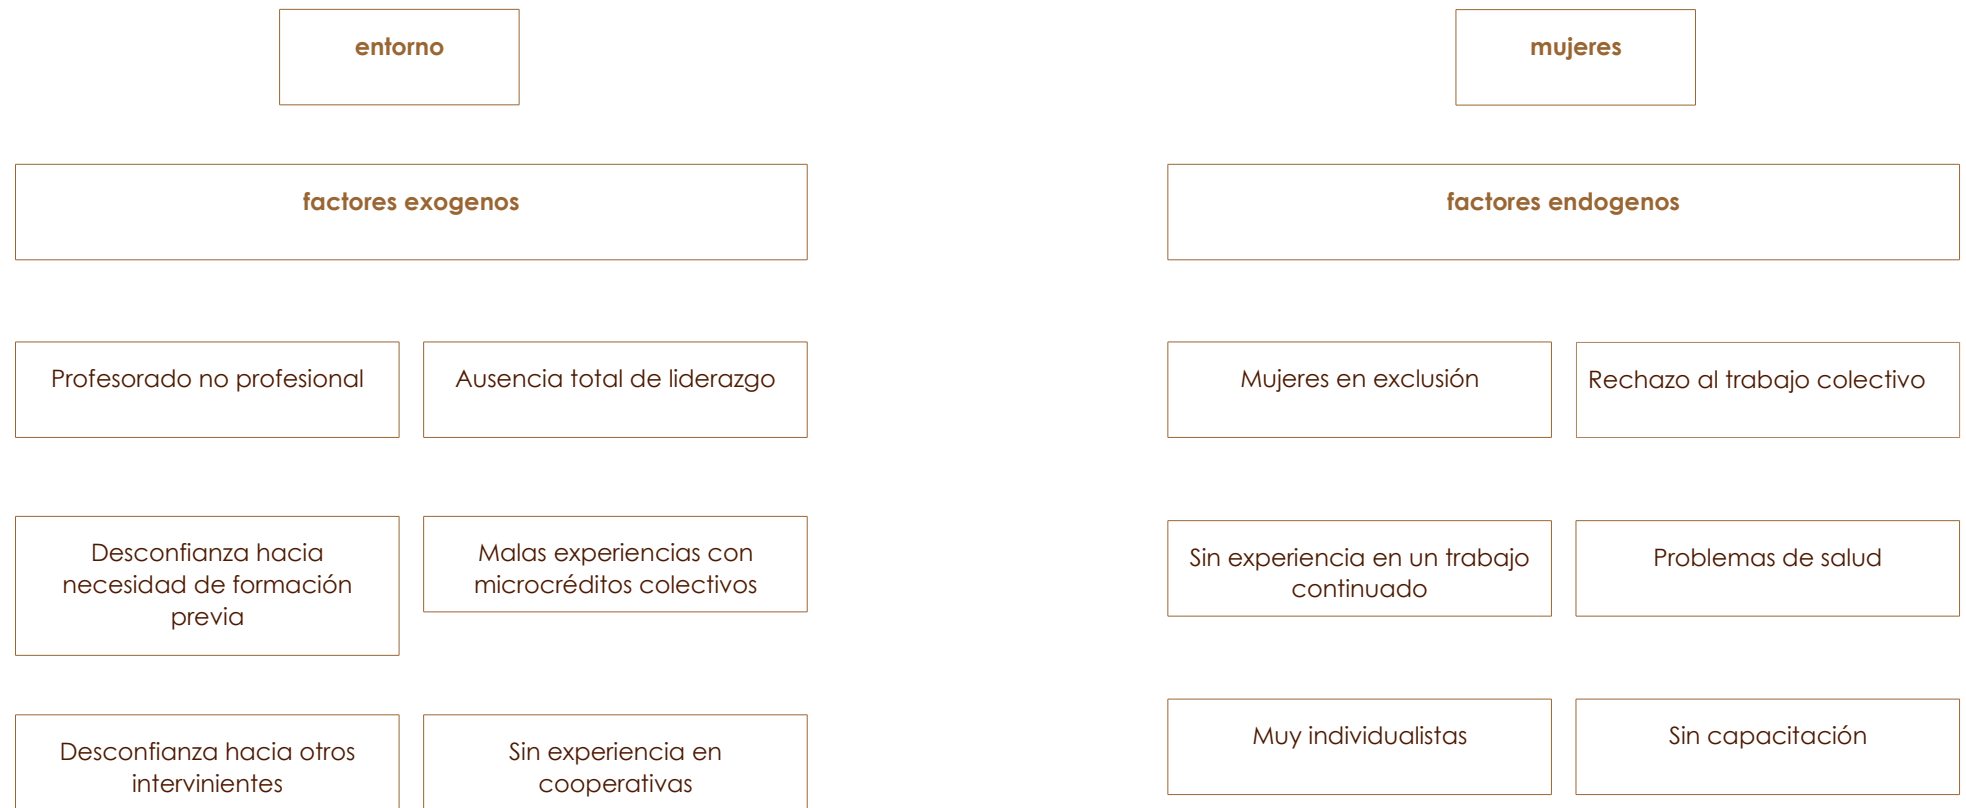 entorno
factores exogenos
Profesorado no profesional
Ausencia total de liderazgo
Desconfianza hacia
necesidad de formación
previa
Malas experiencias con
microcréditos colectivos
Desconfianza hacia otros
intervinientes
Sin experiencia en
cooperativas
mujeres
factores endogenos
Mujeres en exclusión
Rechazo al trabajo colectivo
Sin experiencia en un trabajo
continuado
Problemas de salud
Muy individualistas
Sin capacitación